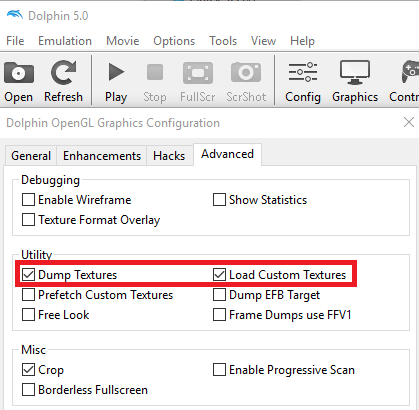 Dolphin 5.0
File Emulation Movie Options Tools View Help
Open Refresh Play Stop FullScr ScrShot Config Graphics
Dolphin OpenGL Graphics Configuration
General Enhancements Hacks Advanced
Debugging
Enable Wireframe Show Statistics
Texture Format Overlay
Utility
Dump Textures Load Custom Textures
Prefetch Custom Textures Dump EFB Target
Free Look Frame Dumps use FFV1
Misc
Crop Enable Progressive Scan
Borderless Fullscreen